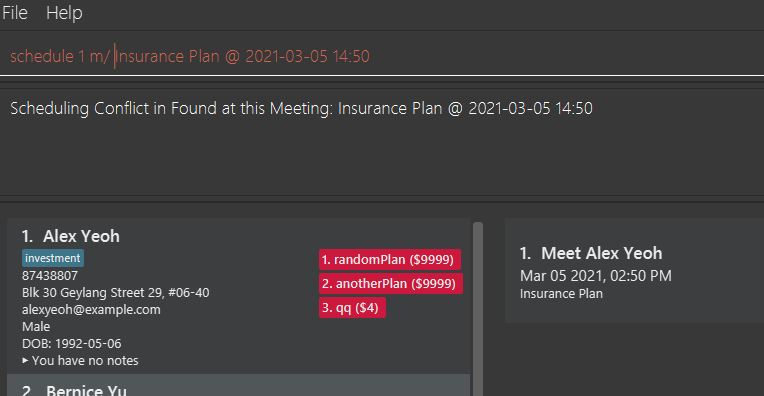 File Help
schedule 1 m/ Insurance Plan @ 2021-03-05 14:50
Scheduling Conflict in Found at this Meeting: Insurance Plan @ 2021-03-05 14:50
1. Alex Yeoh
investment
87438807
Blk 30 Geylang Street 29, #06-40
alexyeoh@example.com
Male
DOB: 1992-05-06
You have no notes
1. randomPlan ($9999)
2. anotherPlan ($9999)
3. qq ($4)
2. Bernice Yu
1. Meet Alex Yeoh
Mar 05 2021, 02:50 PM
Insurance Plan